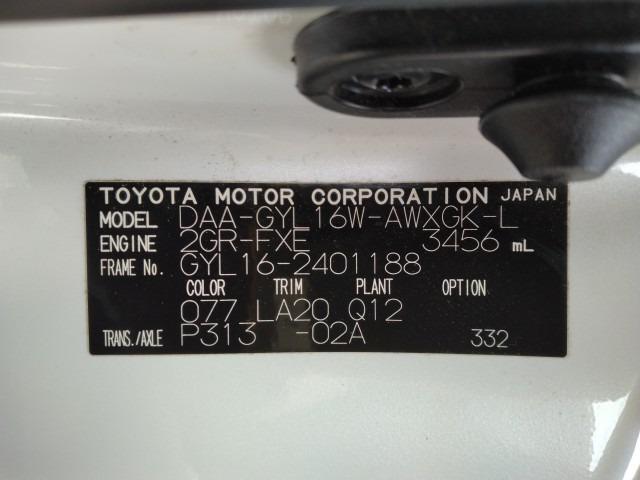 TOYOTA MOTOR CORPORATION JAPAN
MODEL DAA-GYL16W-AWXGK-L
ENGINE 2GR-FXE 3456 mL
FRAME No. GYL16-2401188
COLOR TRIM PLANT OPTION
077 LA20 Q12
TRANS./AXLE P313 -02A 332